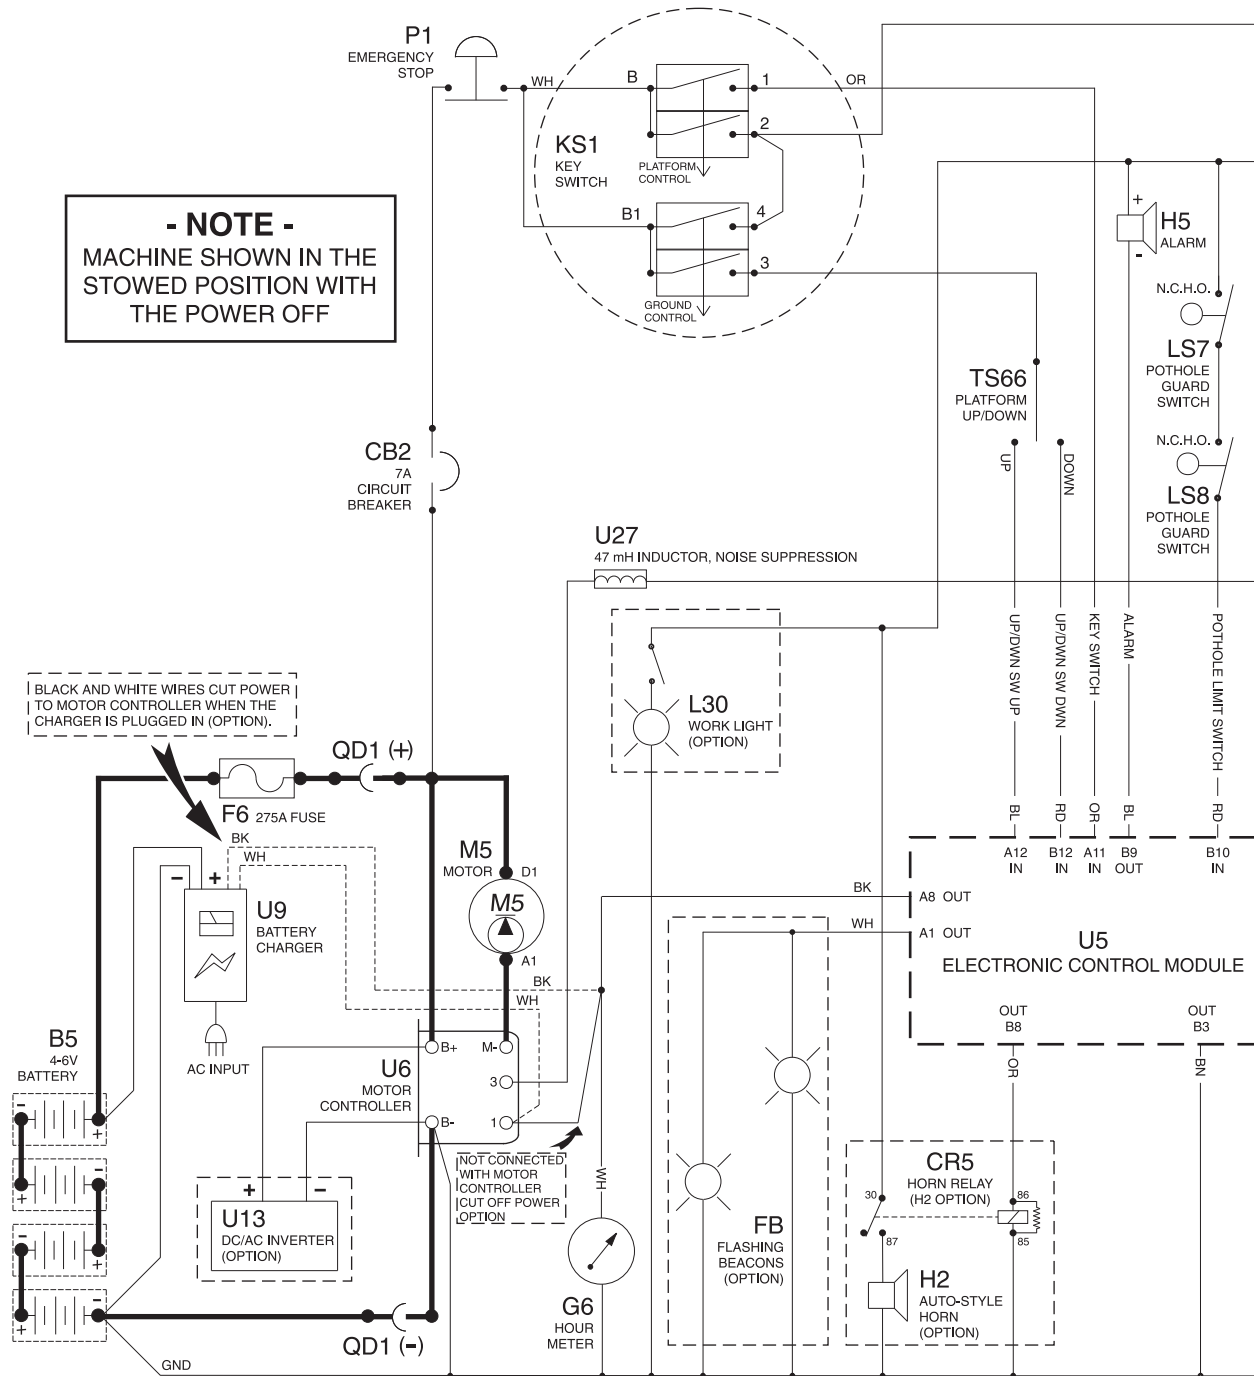 P1
EMERGENCY
STOP
WH
B
1
OR
2
KS1
KEY
SWITCH
PLATFORM
CONTROL
B1
4
3
GROUND
CONTROL
- NOTE -
MACHINE SHOWN IN THE
STOWED POSITION WITH
THE POWER OFF
+
H5
ALARM
-
N.C.H.O.
LS7
POTHOLE
GUARD
SWITCH
TS66
PLATFORM
UP/DOWN
UP
DOWN
N.C.H.O.
LS8
POTHOLE
GUARD
SWITCH
CB2
7A
CIRCUIT
BREAKER
U27
47 mH INDUCTOR, NOISE SUPPRESSION
UP/DWN SW UP
UP/DWN SW DWN
KEY SWITCH
ALARM
POTHOLE LIMIT SWITCH
L30
WORK LIGHT
(OPTION)
BLACK AND WHITE WIRES CUT POWER
TO MOTOR CONTROLLER WHEN THE
CHARGER IS PLUGGED IN (OPTION).
QD1 (+)
F6 275A FUSE
BK
WH
BL
RD
OR
BL
RD
A12
IN
B12
IN
A11
IN
B9
OUT
B10
IN
M5
MOTOR
D1
M5
A1
- +
U9
BATTERY
CHARGER
AC INPUT
BK
A8 OUT
WH
A1 OUT
U5
ELECTRONIC CONTROL MODULE
OUT
B8
OUT
B3
OR
BN
BK
WH
B5
4-6V
BATTERY
-
+
+
-
-
+
+
-
B+
M-
3
B-
1
U6
MOTOR
CONTROLLER
NOT CONNECTED
WITH MOTOR
CONTROLLER
CUT OFF POWER
OPTION
+ -
U13
DC/AC INVERTER
(OPTION)
WH
G6
HOUR
METER
FB
FLASHING
BEACONS
(OPTION)
CR5
HORN RELAY
(H2 OPTION)
30
87
86
85
H2
AUTO-STYLE
HORN
(OPTION)
QD1 (-)
GND